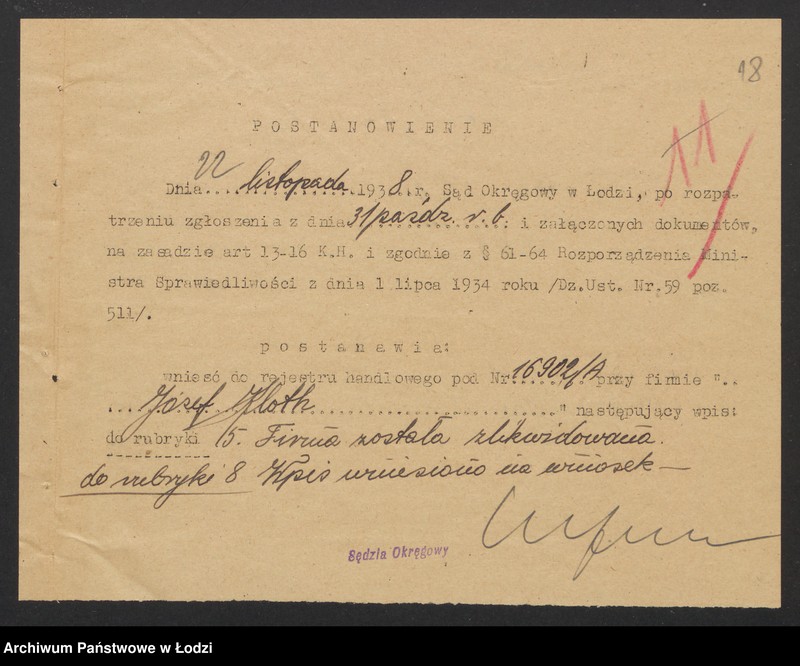 18
11
POSTANOWIENIE
Dnia 22 listopada 1938 r. Sąd Okręgowy w Łodzi, po rozpa-
trzeniu zgłoszenia z dnia 31/paźdz. r. b. i załączonych dokumentów,
na zasadzie art 13-16 K.H. i zgodnie z § 61-64 Rozporządzenia Mini-
stra Sprawiedliwości z dnia 1 lipca 1934 roku /Dz.Ust. Nr.59 poz.
511/.
postanawia:
wnieść do rejestru handlowego pod Nr. 16902/A przy firmie "..
... Józef Kloth ..." następujący wpis:
do rubryki 5. Firma została zlikwidowana.
do rubryki 8 Wpis wniesiono na wniosek —
Sędzia Okręgowy
Archiwum Państwowe w Łodzi